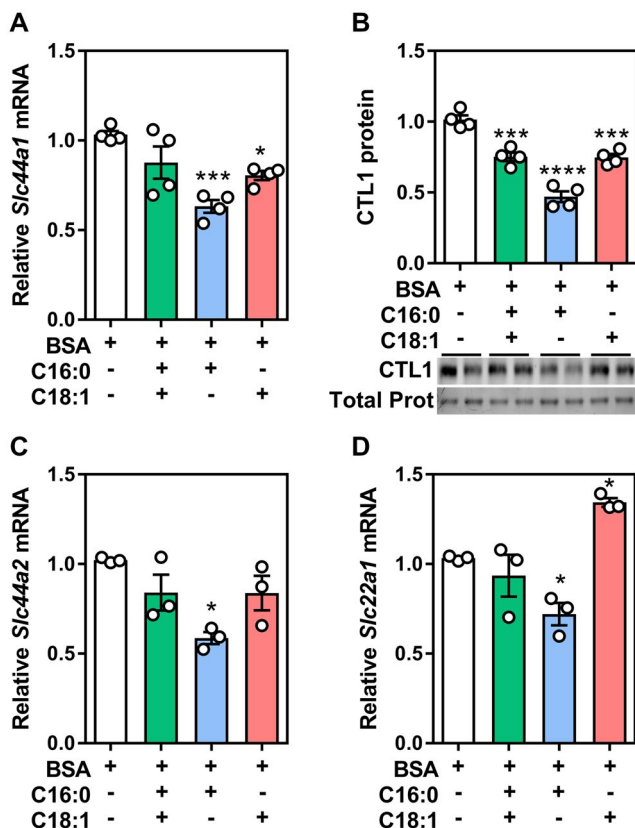 A
Relative Slc44a1 mRNA
1.5
1.0
0.5
0.0
***
*
BSA + + + +
C16:0 - + + -
C18:1 - + - +
B
CTL1 protein
1.5
1.0
0.5
0.0
***
****
***
BSA + + + +
C16:0 - + + -
C18:1 - + - +
CTL1
Total Prot
C
Relative Slc44a2 mRNA
1.5
1.0
0.5
0.0
*
BSA + + + +
C16:0 - + + -
C18:1 - + - +
D
Relative Slc22a1 mRNA
1.5
1.0
0.5
0.0
*
*
BSA + + + +
C16:0 - + + -
C18:1 - + - +